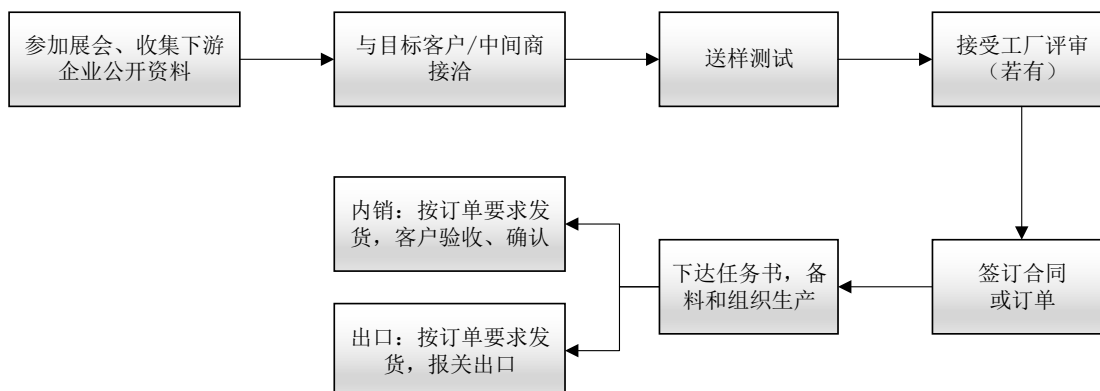 参加展会、收集下游
企业公开资料
与目标客户/中间商
接洽
送样测试
接受工厂评审
（若有）
签订合同
或订单
下达任务书，备
料和组织生产
内销：按订单要求发
货，客户验收、确认
出口：按订单要求发
货，报关出口